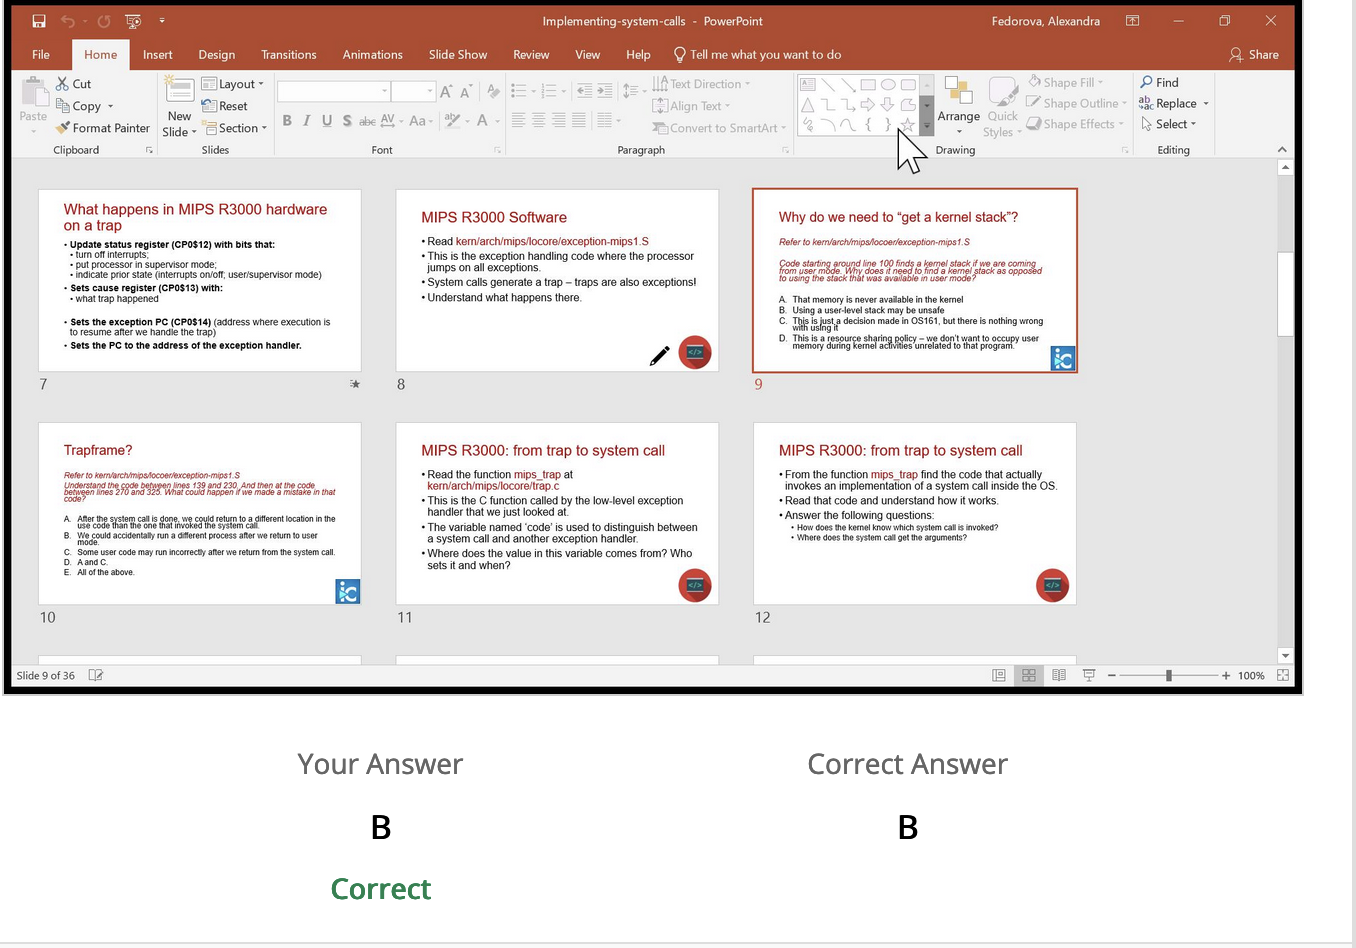 Implementing-system-calls - PowerPoint
Fedorova, Alexandra
File Home Insert Design Transitions Animations Slide Show Review View Help Tell me what you want to do Share
Cut
Copy
Format Painter
Paste
Clipboard
New Slide
Layout
Reset
Section
Slides
B I U S abc AV Aa A
A A
Font
Text Direction
Align Text
Convert to SmartArt
Paragraph
Arrange
Quick Styles
Shape Fill
Shape Outline
Shape Effects
Drawing
Find
Replace
Select
Editing
What happens in MIPS R3000 hardware
on a trap
• Update status register (CP0$12) with bits that:
• turn off interrupts;
• put processor in supervisor mode;
• indicate prior state (interrupts on/off; user/supervisor mode)
• Sets cause register (CP0$13) with:
• what trap happened
• Sets the exception PC (CP0$14) (address where execution is
to resume after we handle the trap)
• Sets the PC to the address of the exception handler.
7
MIPS R3000 Software
• Read kern/arch/mips/locore/exception-mips1.S
• This is the exception handling code where the processor
jumps on all exceptions.
• System calls generate a trap – traps are also exceptions!
• Understand what happens there.
</>
8
Why do we need to “get a kernel stack”?
Refer to kern/arch/mips/locoer/exception-mips1.S
Code starting around line 100 finds a kernel stack if we are coming
from user mode. Why does it need to find a kernel stack as opposed
to using the stack that was available in user mode?
A. That memory is never available in the kernel
B. Using a user-level stack may be unsafe
C. This is just a decision made in OS161, but there is nothing wrong
with using it
D. This is a resource sharing policy – we don’t want to occupy user
memory during kernel activities unrelated to that program.
iC
9
Trapframe?
Refer to kern/arch/mips/locoer/exception-mips1.S
Understand the code between lines 139 and 230. And then at the code
between lines 270 and 325. What could happen if we made a mistake in that
code?
A. After the system call is done, we could return to a different location in the
use code than the one that invoked the system call.
B. We could accidentally run a different process after we return to user
mode.
C. Some user code may run incorrectly after we return from the system call.
D. A and C.
E. All of the above.
iC
10
MIPS R3000: from trap to system call
• Read the function mips_trap at
kern/arch/mips/locore/trap.c
• This is the C function called by the low-level exception
handler that we just looked at.
• The variable named ‘code’ is used to distinguish between
a system call and another exception handler.
• Where does the value in this variable comes from? Who
sets it and when?
</>
11
MIPS R3000: from trap to system call
• From the function mips_trap find the code that actually
invokes an implementation of a system call inside the OS.
• Read that code and understand how it works.
• Answer the following questions:
• How does the kernel know which system call is invoked?
• Where does the system call get the arguments?
</>
12
Slide 9 of 36
100%
Your Answer
Correct Answer
B
B
Correct